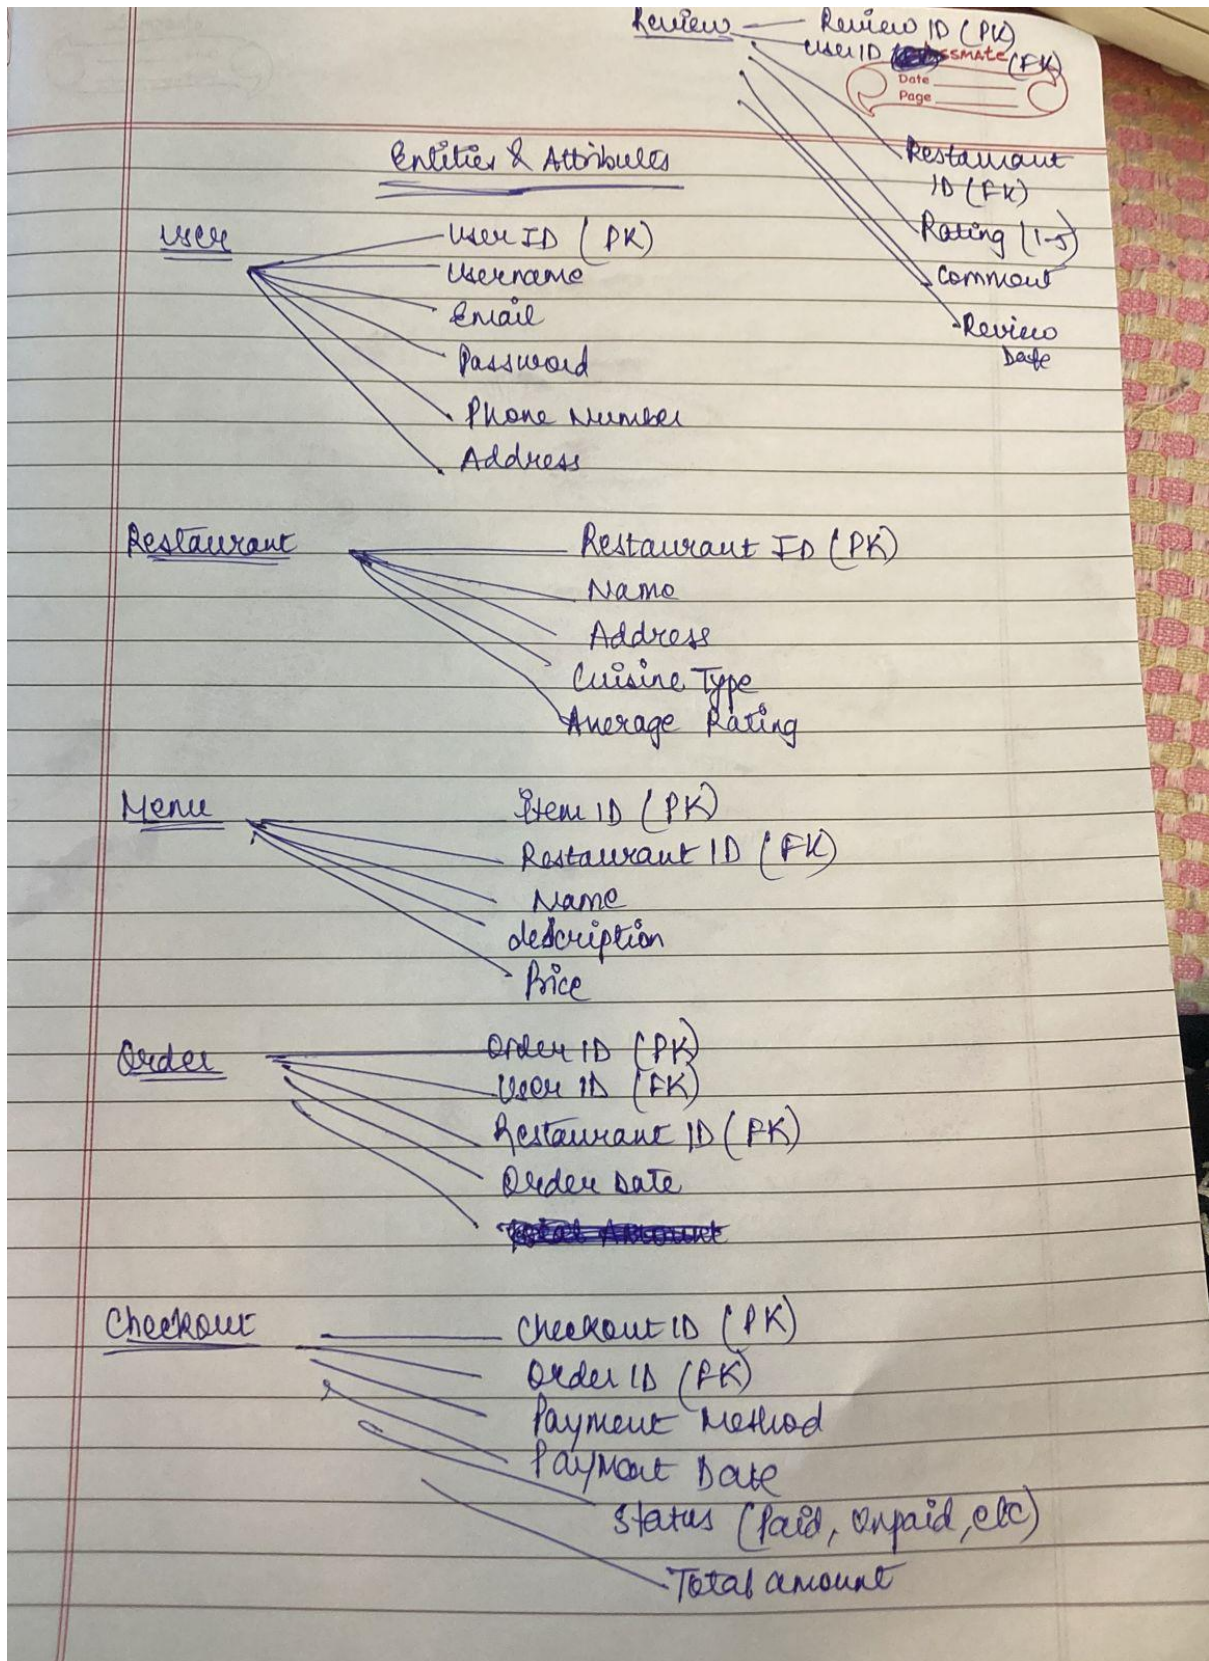 Review Review ID (PK)
User ID (FK)
SSMATE
Date
Page
Restaurant
ID (FK)
Rating (1-5)
Comment
Review
Date
Entities & Attributes
User User ID (PK)
Username
Email
Password
Phone Number
Address
Restaurant Restaurant ID (PK)
Name
Address
Cuisine Type
Average Rating
Menu Item ID (PK)
Restaurant ID (FK)
Name
description
Price
Order Order ID (PK)
User ID (FK)
Restaurant ID (FK)
Order Date
Total Amount
Checkout Checkout ID (PK)
Order ID (FK)
Payment Method
Payment Date
Status (Paid, Unpaid, etc)
Total amount